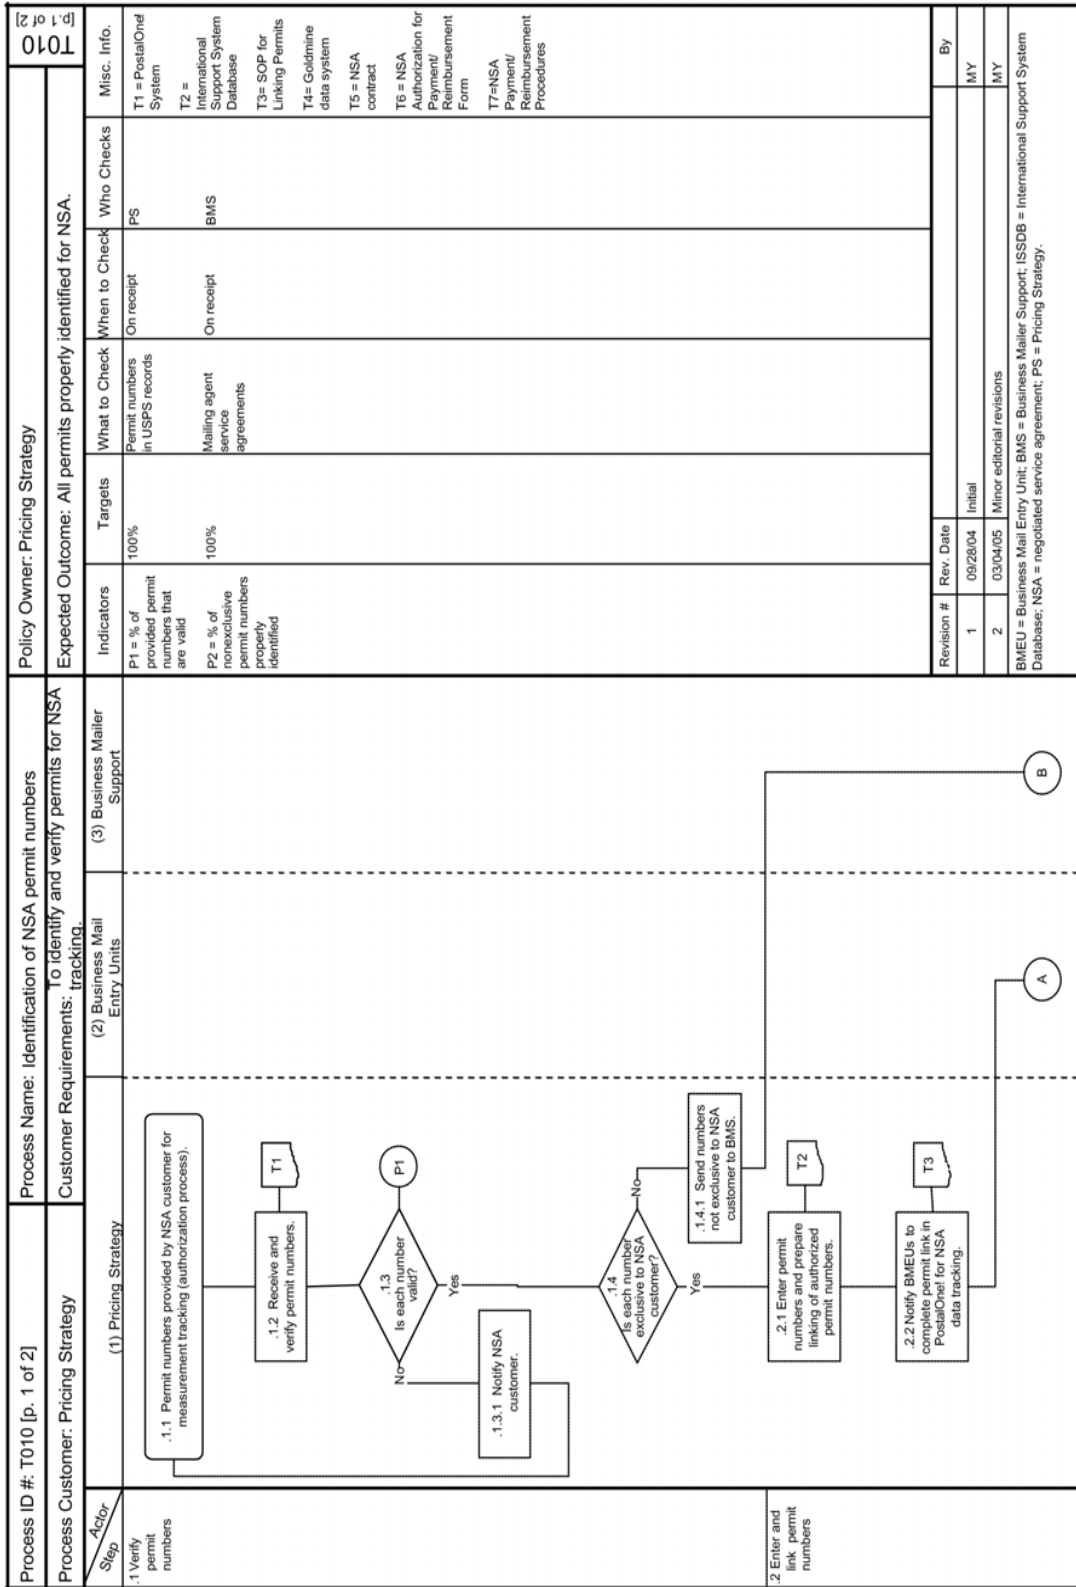 Process ID #: T010 [p. 1 of 2]
Process Name: Identification of NSA permit numbers
Policy Owner: Pricing Strategy
T010
[p.1 of 2]
Process Customer: Pricing Strategy
Customer Requirements: To identify and verify permits for NSA
tracking.
Expected Outcome: All permits properly identified for NSA.
Actor
Step
(1) Pricing Strategy
(2) Business Mail
Entry Units
(3) Business Mailer
Support
Indicators
Targets
What to Check
When to Check
Who Checks
Misc. Info.
.1 Verify
permit
numbers
.1.1 Permit numbers provided by NSA customer for
measurement tracking (authorization process).
.1.2 Receive and
verify permit numbers.
T1
.1.3
Is each number
valid?
P1
No
Yes
.1.3.1 Notify NSA
customer.
.1.4
Is each number
exclusive to NSA
customer?
No
Yes
.1.4.1 Send numbers
not exclusive to NSA
customer to BMS.
.2 Enter and
link permit
numbers
.2.1 Enter permit
numbers and prepare
linking of authorized
permit numbers.
T2
.2.2 Notify BMEUs to
complete permit link in
PostalOne! for NSA
data tracking.
T3
A
B
P1 = % of
provided permit
numbers that
are valid
100%
Permit numbers
in USPS records
On receipt
PS
P2 = % of
nonexclusive
permit numbers
properly
identified
100%
Mailing agent
service
agreements
On receipt
BMS
T1 = PostalOne!
System
T2 =
International
Support System
Database
T3= SOP for
Linking Permits
T4= Goldmine
data system
T5 = NSA
contract
T6 = NSA
Authorization for
Payment/
Reimbursement
Form
T7=NSA
Payment/
Reimbursement
Procedures
Revision # Rev. Date By
1 09/28/04 Initial MY
2 03/04/05 Minor editorial revisions MY
BMEU = Business Mail Entry Unit; BMS = Business Mailer Support; ISSDB = International Support System
Database; NSA = negotiated service agreement; PS = Pricing Strategy.